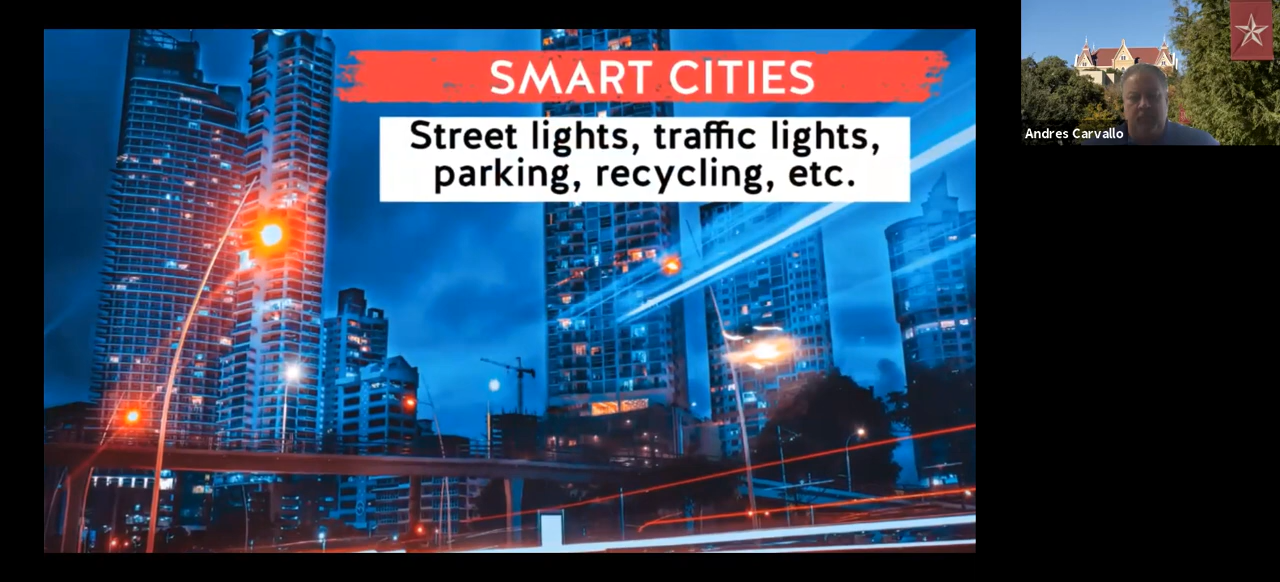 SMART CITIES
Street lights, traffic lights,
parking, recycling, etc.
Andres Carvallo